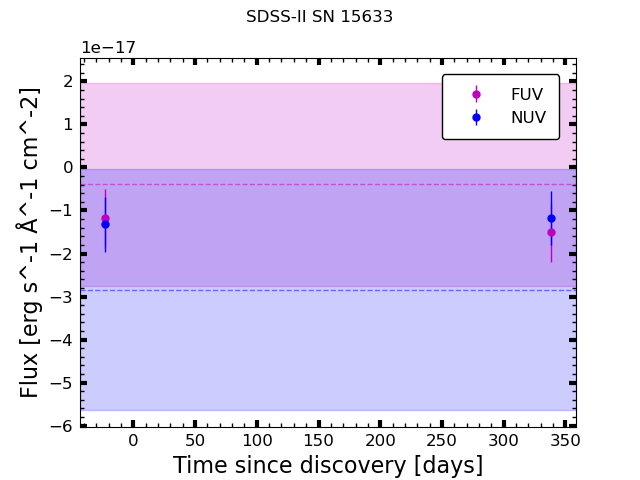 SDSS-II SN 15633
1e−17
FUV
NUV
2
1
0
−1
−2
−3
−4
−5
−6
Flux [erg s^-1 Å^-1 cm^-2]
0 50 100 150 200 250 300 350
Time since discovery [days]